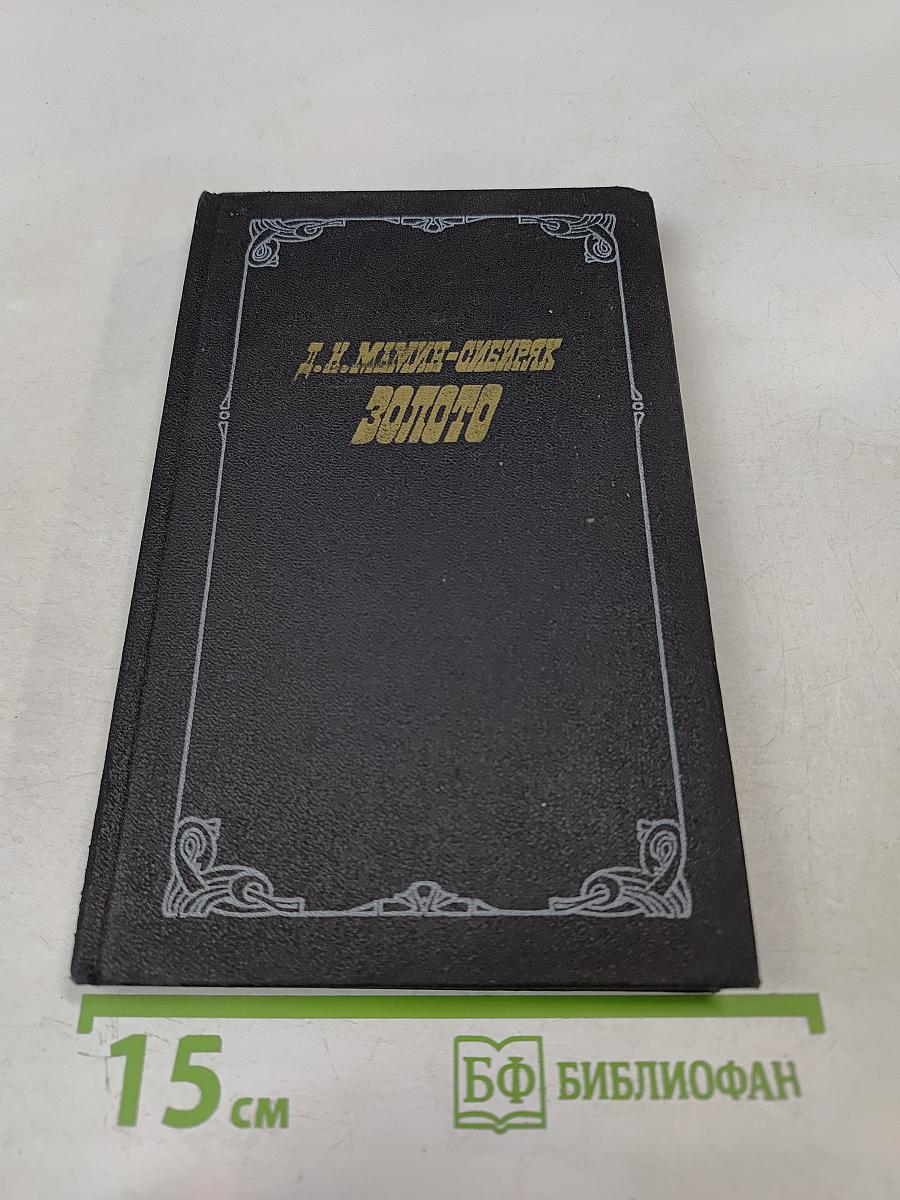 Д. Н. МАМИН-СИБИРЯК
ЗОЛОТО
15 см
БФ БИБЛИОФАН